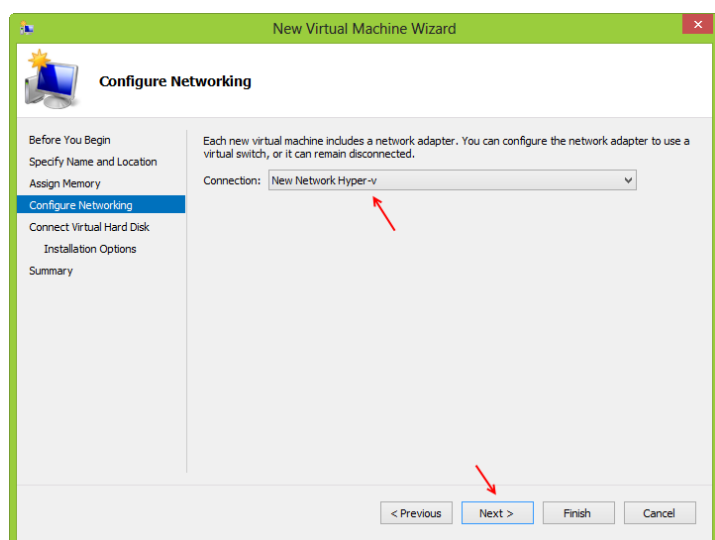 New Virtual Machine Wizard
Configure Networking
Before You Begin
Specify Name and Location
Assign Memory
Configure Networking
Connect Virtual Hard Disk
Installation Options
Summary
Each new virtual machine includes a network adapter. You can configure the network adapter to use a
virtual switch, or it can remain disconnected.
Connection: New Network Hyper-v
< Previous Next > Finish Cancel